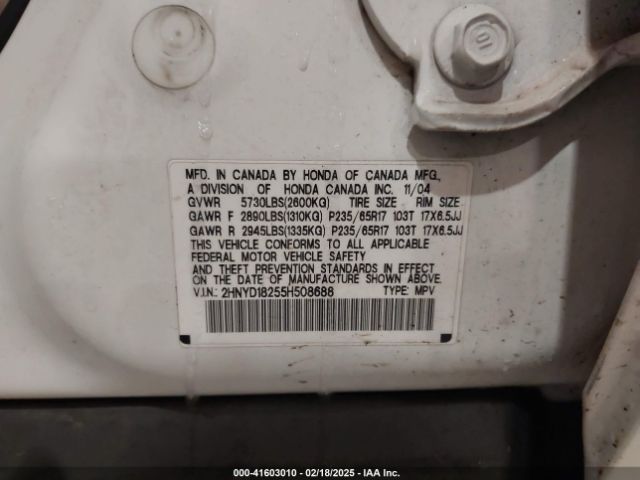 10
MFD. IN CANADA BY HONDA OF CANADA MFG.,
A DIVISION OF HONDA CANADA INC. 11/04
GVWR 5730LBS(2600KG) TIRE SIZE RIM SIZE
GAWR F 2890LBS(1310KG) P235/65R17 103T 17X6.5JJ
GAWR R 2945LBS(1335KG) P235/65R17 103T 17X6.5JJ
THIS VEHICLE CONFORMS TO ALL APPLICABLE
FEDERAL MOTOR VEHICLE SAFETY
AND THEFT PREVENTION STANDARDS IN EFFECT
ON THE DATE OF MANUFACTURE SHOWN ABOVE.
V.I.N.: 2HNYD18255H508688 TYPE: MPV
000-41603010 - 02/18/2025 - IAA Inc.